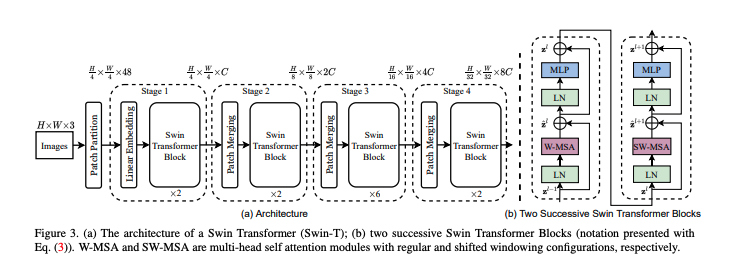 H/4 × W/4 × 48
H/4 × W/4 × C
H/8 × W/8 × 2C
H/16 × W/16 × 4C
H/32 × W/32 × 8C
Stage 1
Stage 2
Stage 3
Stage 4
H×W×3
Images
Patch Partition
Linear Embedding
Swin
Transformer
Block
×2
Patch Merging
Swin
Transformer
Block
×2
Patch Merging
Swin
Transformer
Block
×6
Patch Merging
Swin
Transformer
Block
×2
(a) Architecture
z^l
MLP
LN
ẑ^l
W-MSA
LN
z^{l-1}
z^{l+1}
MLP
LN
ẑ^{l+1}
SW-MSA
LN
z^l
(b) Two Successive Swin Transformer Blocks
Figure 3. (a) The architecture of a Swin Transformer (Swin-T); (b) two successive Swin Transformer Blocks (notation presented with
Eq. (3)). W-MSA and SW-MSA are multi-head self attention modules with regular and shifted windowing configurations, respectively.